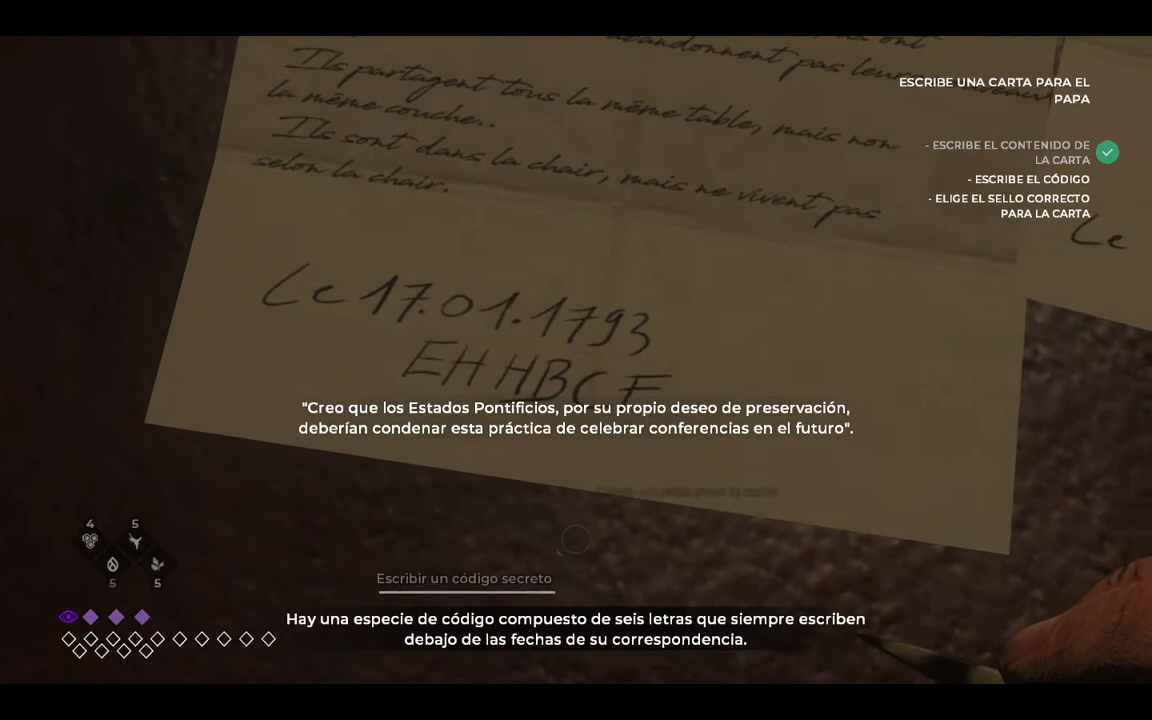 abandonnent pas leurs
Ils partagent tous la même table, mais non
la même couche..
Ils sont dans la chair, mais ne vivent pas
selon la chair.
Le 17.01.1793
EHHBCF
Le
ESCRIBE UNA CARTA PARA EL
PAPA
- ESCRIBE EL CONTENIDO DE
LA CARTA
- ESCRIBE EL CÓDIGO
- ELIGE EL SELLO CORRECTO
PARA LA CARTA
"Creo que los Estados Pontificios, por su propio deseo de preservación,
deberían condenar esta práctica de celebrar conferencias en el futuro".
4 5
5 5
Escribir un código secreto
Hay una especie de código compuesto de seis letras que siempre escriben
debajo de las fechas de su correspondencia.